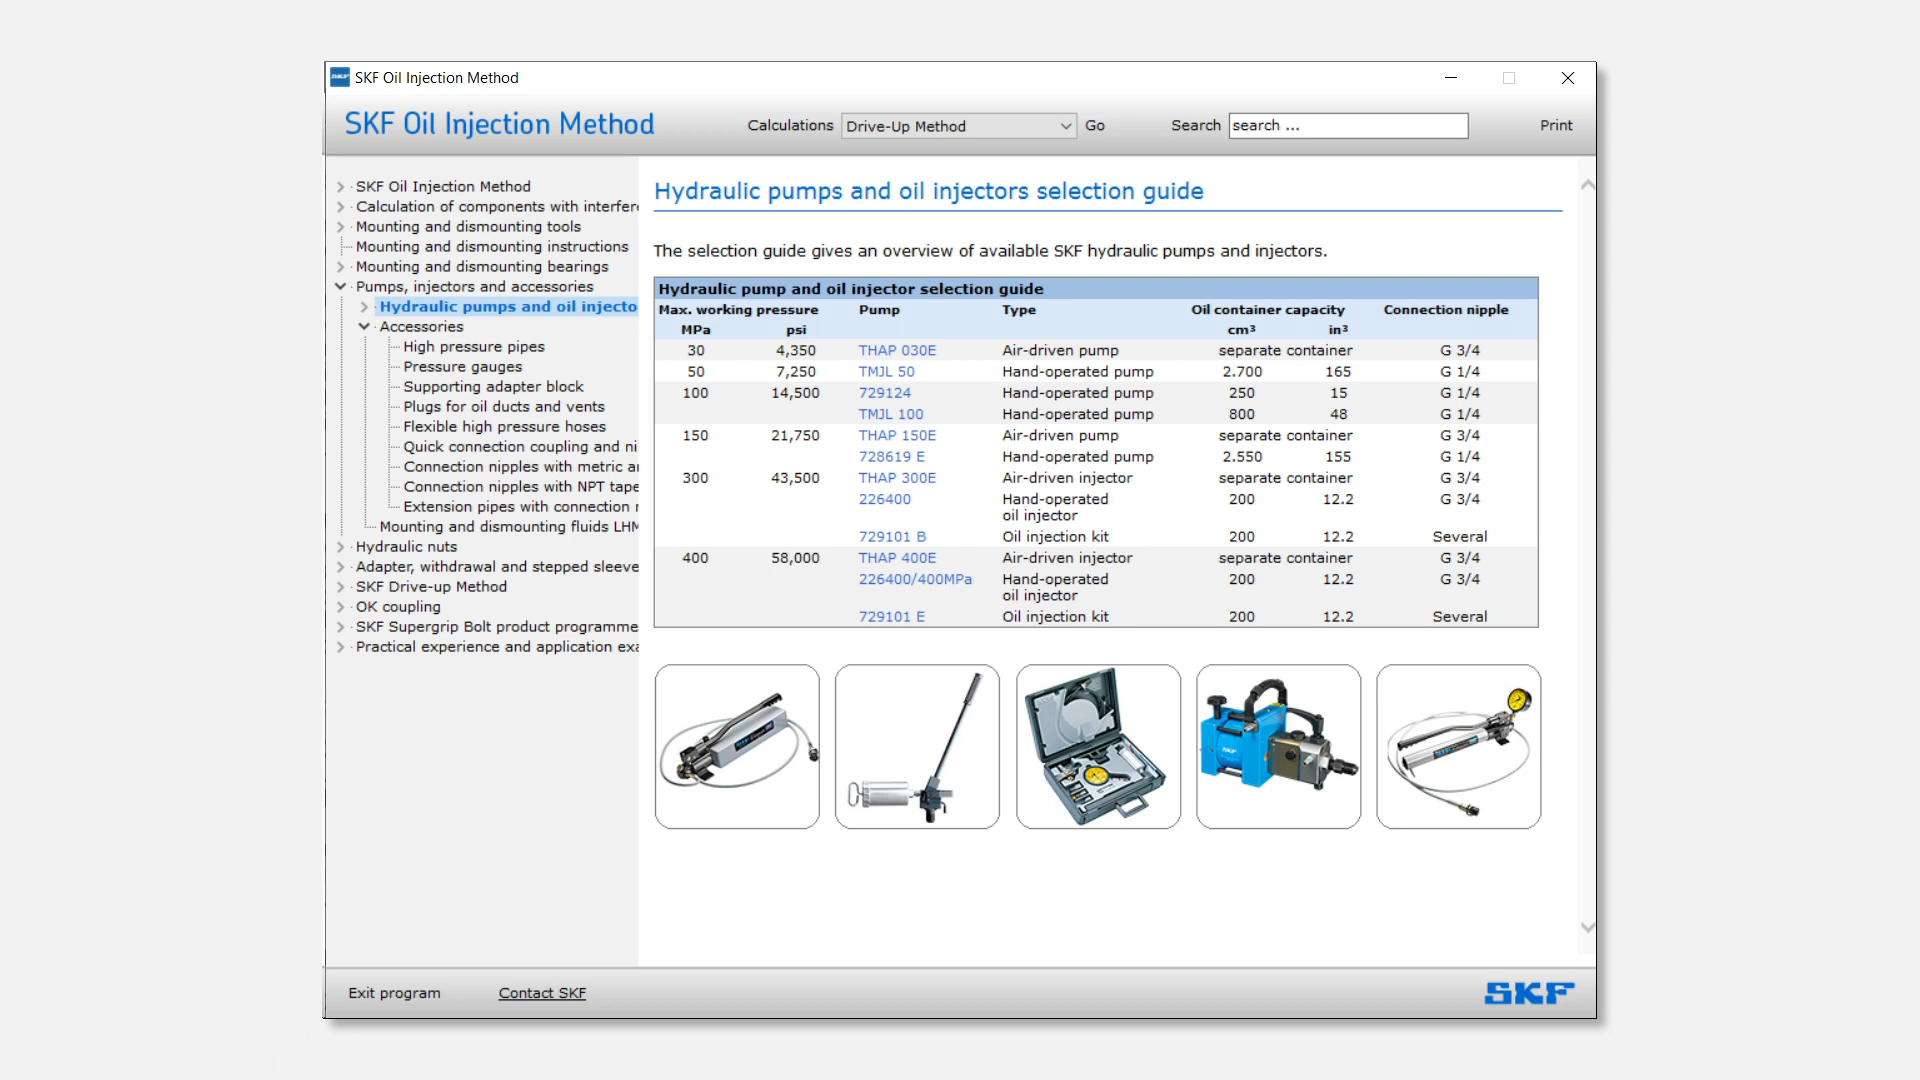 SKF Oil Injection Method
SKF Oil Injection Method
Calculations Drive-Up Method Go Search search ... Print
SKF Oil Injection Method
Calculation of components with interfere
Mounting and dismounting tools
Mounting and dismounting instructions
Mounting and dismounting bearings
Pumps, injectors and accessories
Hydraulic pumps and oil injecto
Accessories
High pressure pipes
Pressure gauges
Supporting adapter block
Plugs for oil ducts and vents
Flexible high pressure hoses
Quick connection coupling and ni
Connection nipples with metric an
Connection nipples with NPT tape
Extension pipes with connection n
Mounting and dismounting fluids LHM
Hydraulic nuts
Adapter, withdrawal and stepped sleeve
SKF Drive-up Method
OK coupling
SKF Supergrip Bolt product programme
Practical experience and application exa
Hydraulic pumps and oil injectors selection guide
The selection guide gives an overview of available SKF hydraulic pumps and injectors.
Hydraulic pump and oil injector selection guide
Max. working pressure Pump Type Oil container capacity Connection nipple
MPa psi cm³ in³
30 4,350 THAP 030E Air-driven pump separate container G 3/4
50 7,250 TMJL 50 Hand-operated pump 2.700 165 G 1/4
100 14,500 729124 Hand-operated pump 250 15 G 1/4
TMJL 100 Hand-operated pump 800 48 G 1/4
150 21,750 THAP 150E Air-driven pump separate container G 3/4
728619 E Hand-operated pump 2.550 155 G 1/4
300 43,500 THAP 300E Air-driven injector separate container G 3/4
226400 Hand-operated 200 12.2 G 3/4
oil injector
729101 B Oil injection kit 200 12.2 Several
400 58,000 THAP 400E Air-driven injector separate container G 3/4
226400/400MPa Hand-operated 200 12.2 G 3/4
oil injector
729101 E Oil injection kit 200 12.2 Several
Exit program Contact SKF SKF